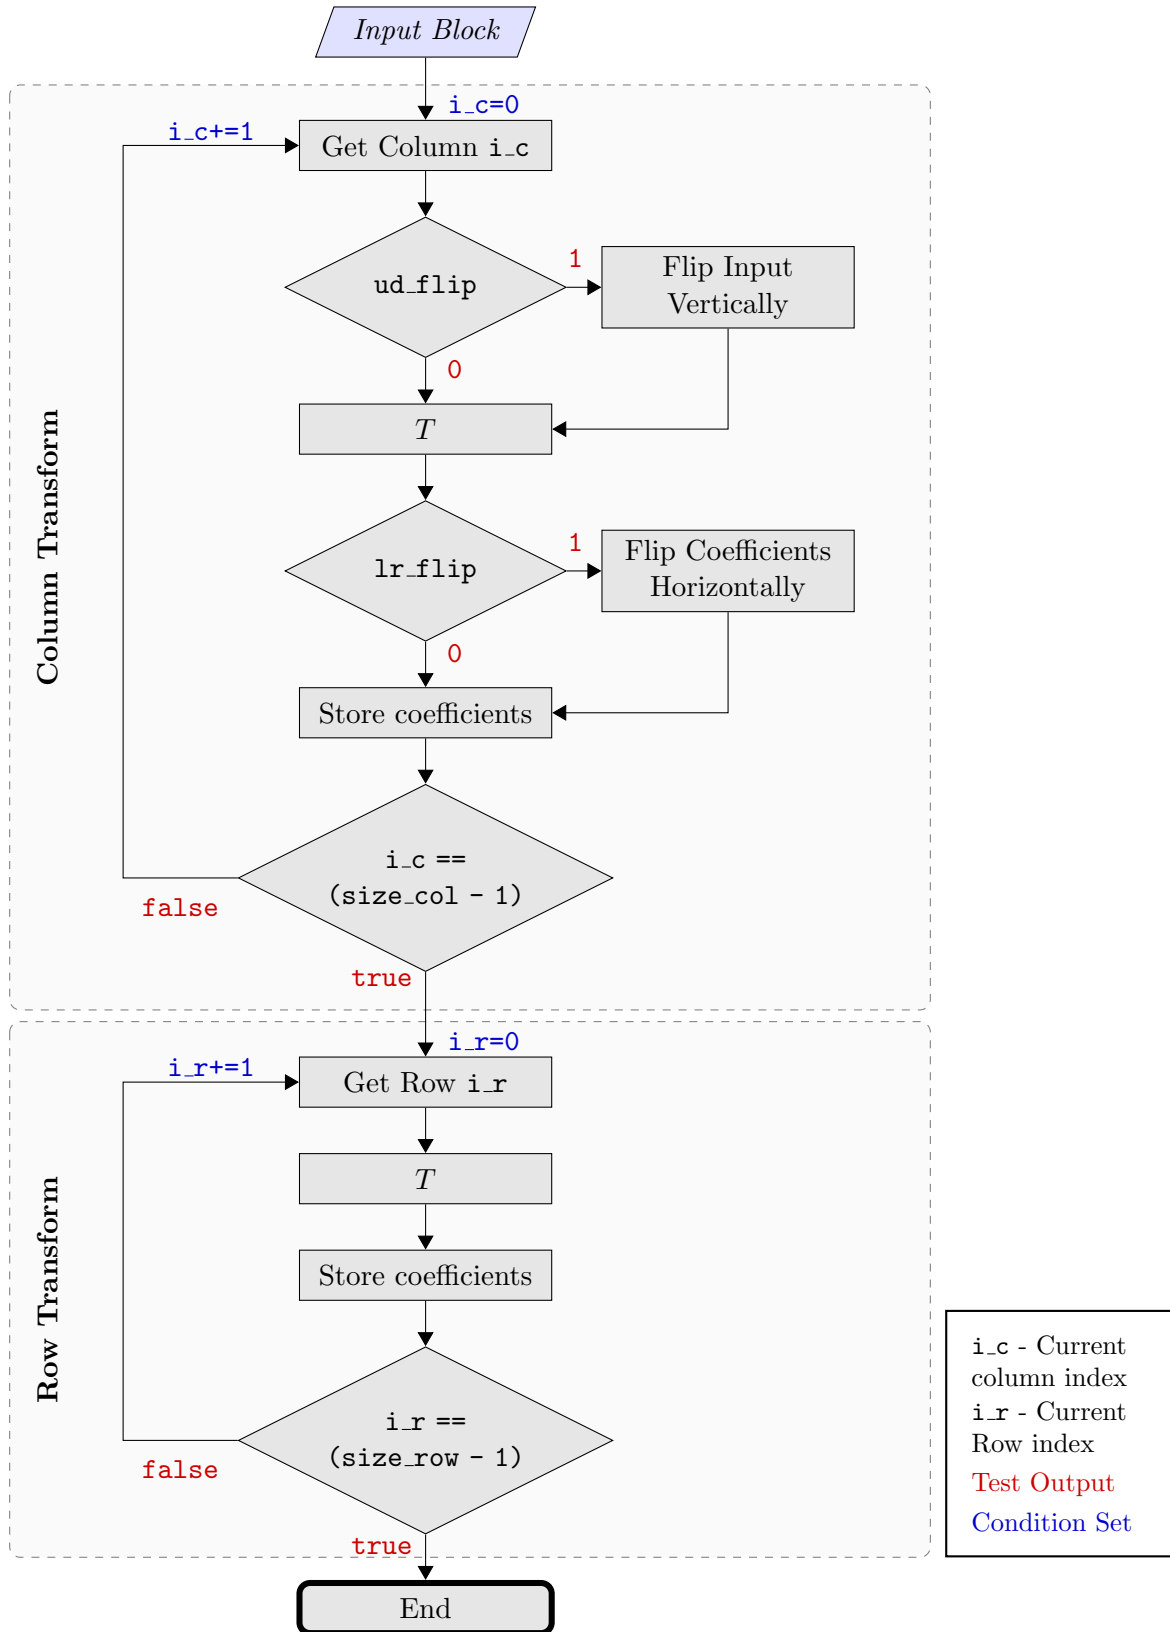 Input Block
i_c=0
i_c+=1
Get Column i_c
ud_flip
1
Flip Input
Vertically
0
T
Column Transform
lr_flip
1
Flip Coefficients
Horizontally
0
Store coefficients
i_c ==
(size_col - 1)
false
true
i_r=0
i_r+=1
Get Row i_r
T
Row Transform
Store coefficients
i_r ==
(size_row - 1)
false
true
End
i_c - Current
column index
i_r - Current
Row index
Test Output
Condition Set